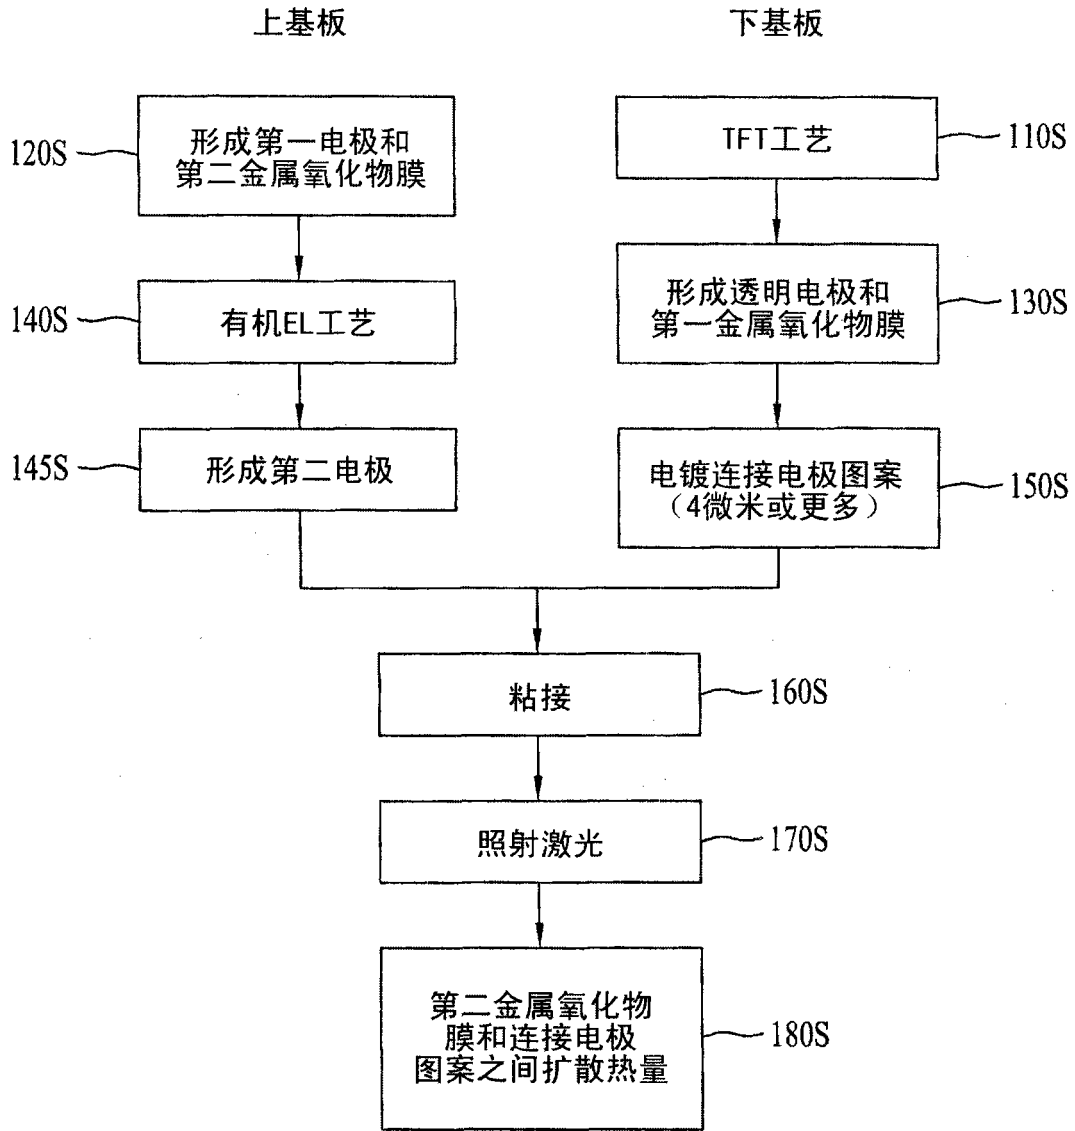 上基板
下基板
120S
形成第一电极和
第二金属氧化物膜
TFT工艺
110S
140S
有机EL工艺
形成透明电极和
第一金属氧化物膜
130S
145S
形成第二电极
电镀连接电极图案
（4微米或更多）
150S
粘接
160S
照射激光
170S
第二金属氧化物
膜和连接电极
图案之间扩散热量
180S